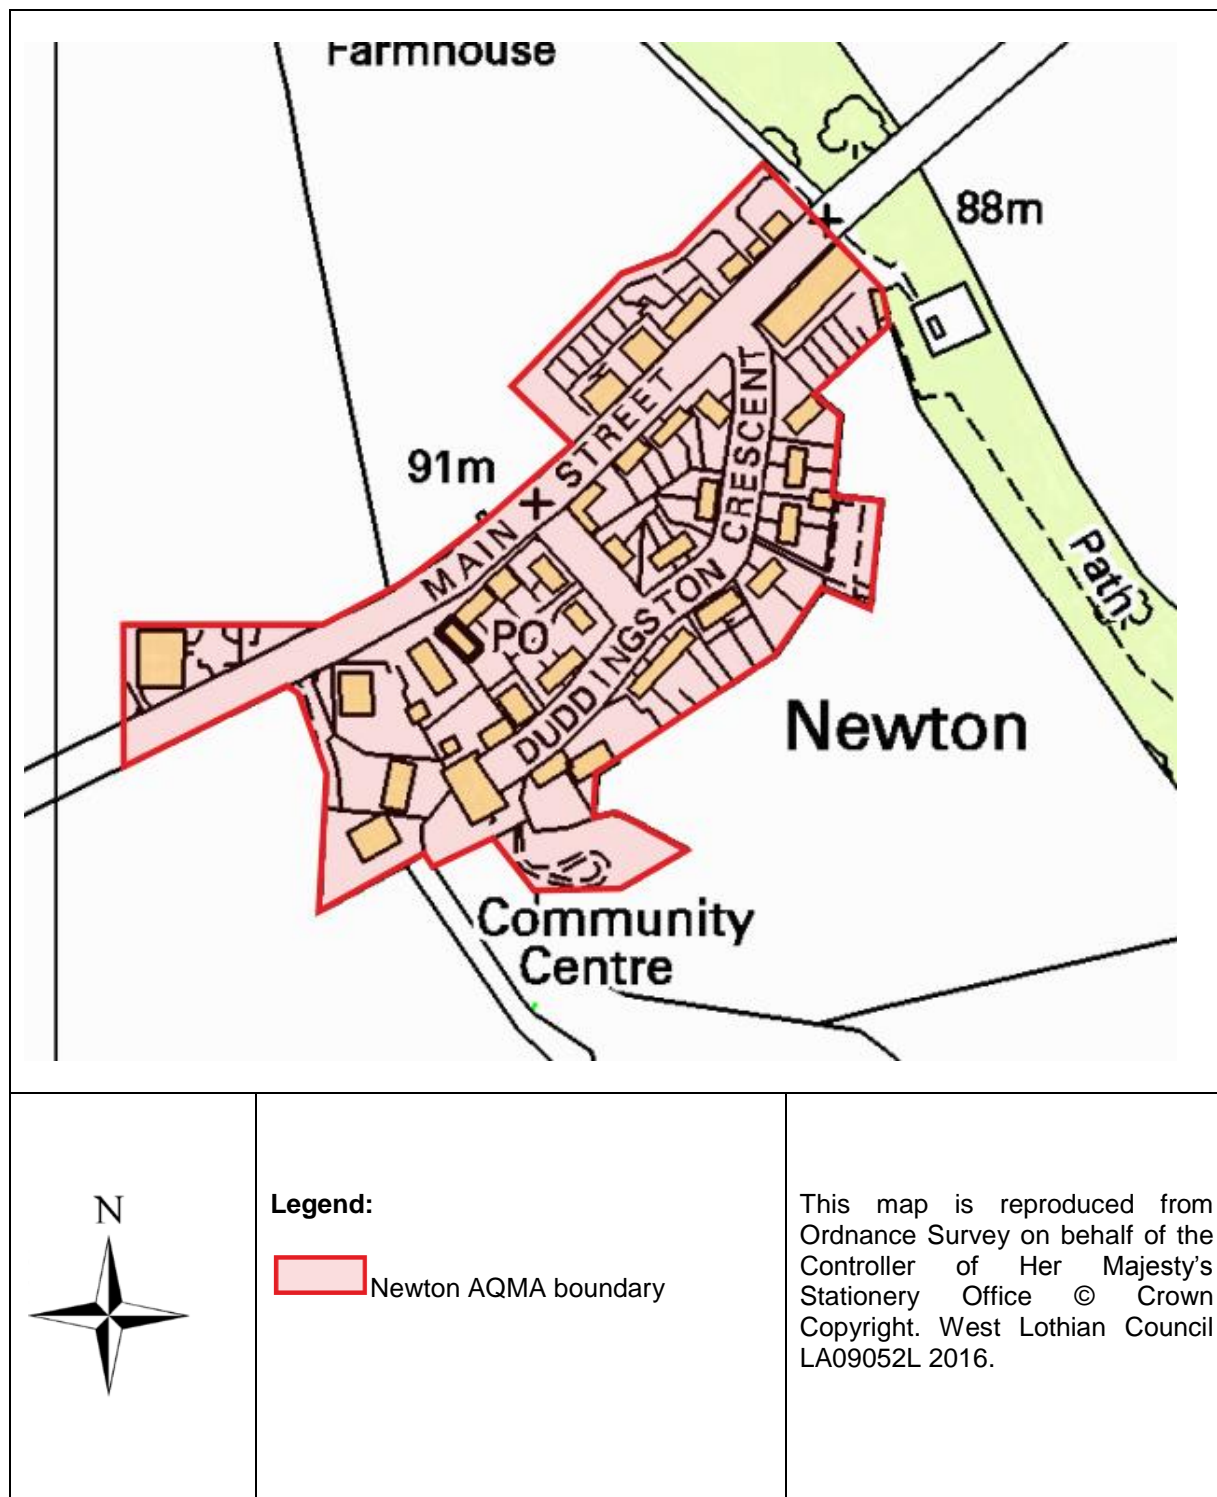 Farmhouse
88m
91m
MAIN STREET
DUDDINGSTON CRESCENT
PO
Path
Newton
Community
Centre
N
Legend:
Newton AQMA boundary
This map is reproduced from
Ordnance Survey on behalf of the
Controller of Her Majesty's
Stationery Office © Crown
Copyright. West Lothian Council
LA09052L 2016.